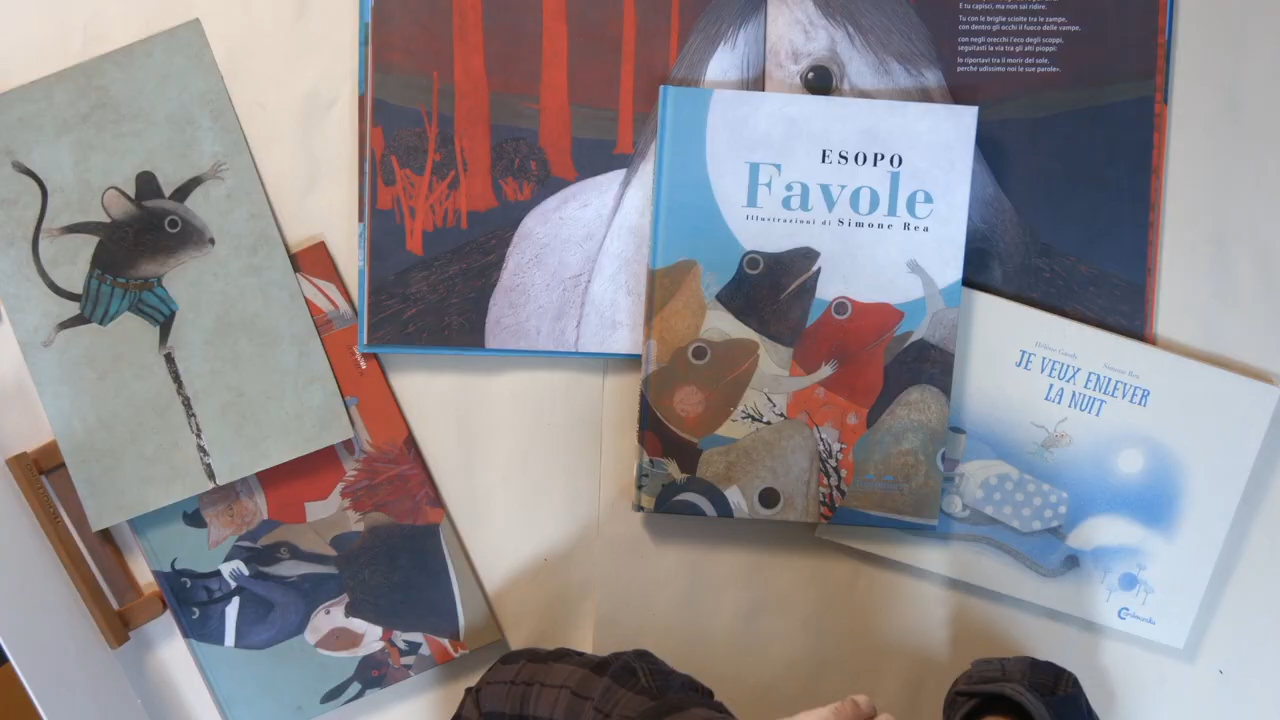 E tu capisci, ma non sai ridire.
Tu con le briglie sciolte tra le zampe,
con dentro gli occhi il fuoco delle vampe,
con negli orecchi l'eco degli scoppi,
seguitasti la via tra gli alti pioppi:
lo riportavi tra il morir del sole,
perché udissimo noi le sue parole».
ESOPO
Favole
Illustrazioni di Simone Rea
Simone Rea
JE VEUX ENLEVER
LA NUIT